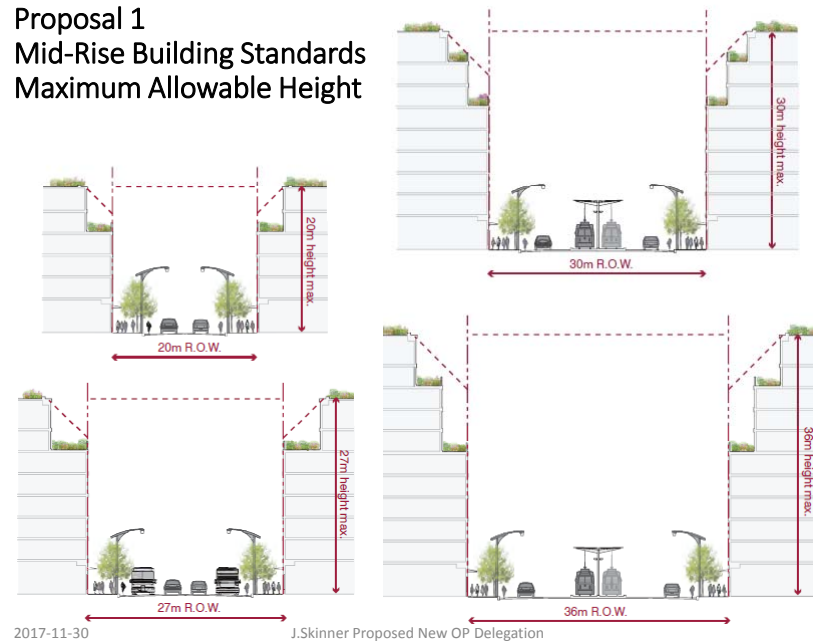 Proposal 1
Mid-Rise Building Standards
Maximum Allowable Height
30m height max.
30m R.O.W.
20m height max.
20m R.O.W.
27m height max.
27m R.O.W.
36m height max.
36m R.O.W.
2017-11-30
J.Skinner Proposed New OP Delegation